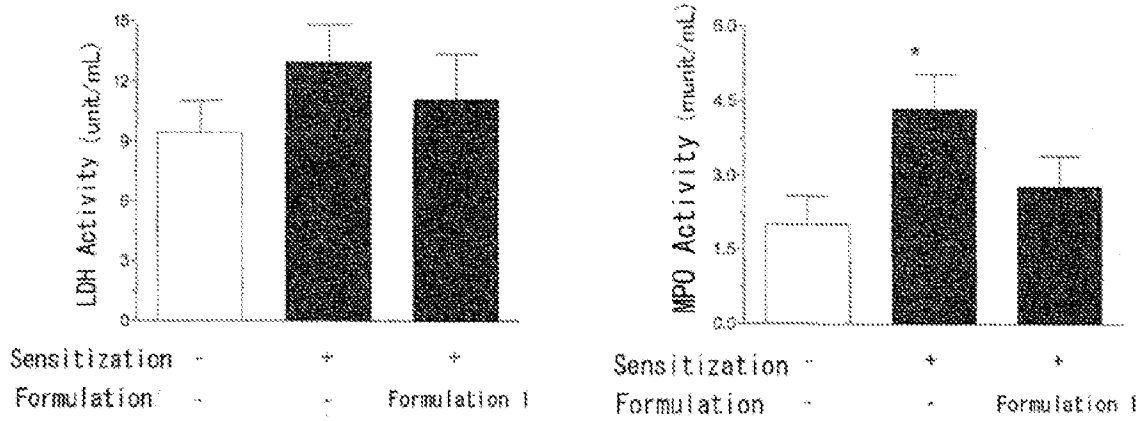 LDH Activity (unit/mL)
15
12
9
6
3
0
Sensitization - + +
Formulation - - Formulation 1
MPO Activity (munit/mL)
6.0
4.5
3.0
1.5
0.0
*
Sensitization - + +
Formulation - - Formulation 1